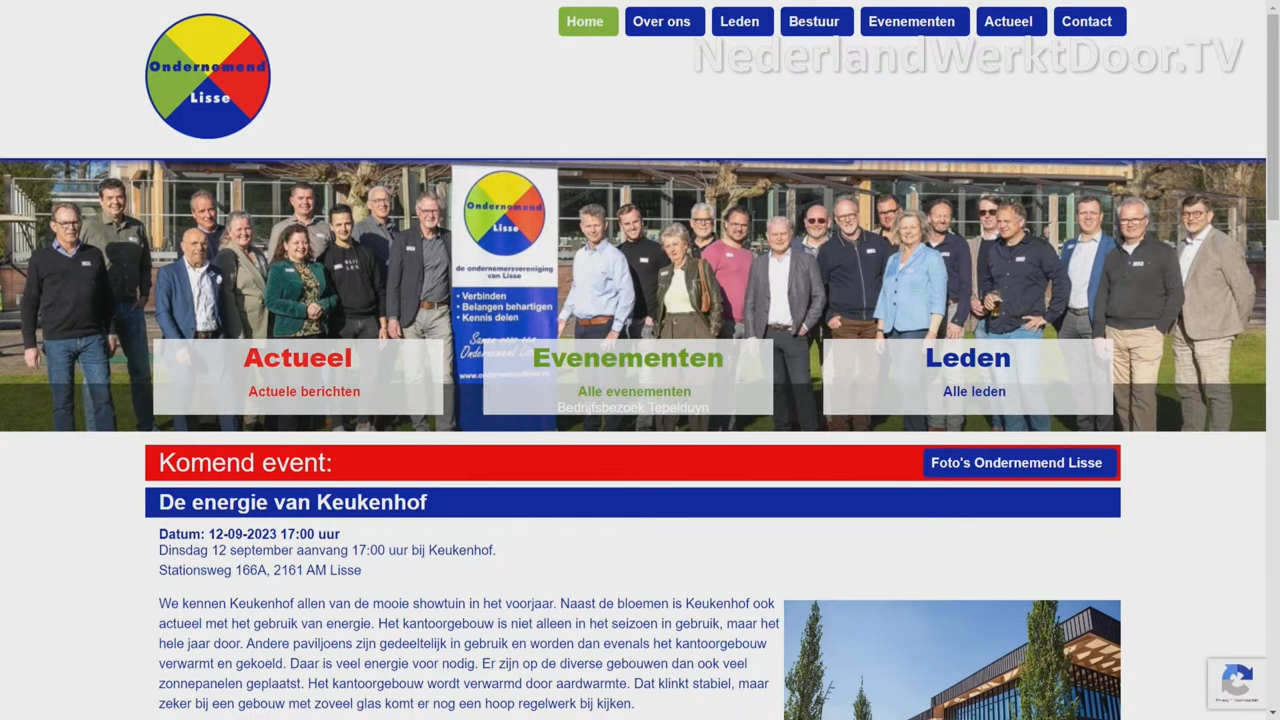 Home Over ons Leden Bestuur Evenementen Actueel Contact
NederlandWerktDoor.TV
Ondernemend
Lisse
Ondernemend
Lisse
de ondernemersvereniging
van Lisse
• Verbinden
• Belangen behartigen
• Kennis delen
Actueel
Actuele berichten
Evenementen
Alle evenementen
Bedrijfsbezoek Tepelduyn
Leden
Alle leden
Komend event:
Foto's Ondernemend Lisse
De energie van Keukenhof
Datum: 12-09-2023 17:00 uur
Dinsdag 12 september aanvang 17:00 uur bij Keukenhof.
Stationsweg 166A, 2161 AM Lisse
We kennen Keukenhof allen van de mooie showtuin in het voorjaar. Naast de bloemen is Keukenhof ook
actueel met het gebruik van energie. Het kantoorgebouw is niet alleen in het seizoen in gebruik, maar het
hele jaar door. Andere paviljoens zijn gedeeltelijk in gebruik en worden dan evenals het kantoorgebouw
verwarmt en gekoeld. Daar is veel energie voor nodig. Er zijn op de diverse gebouwen dan ook veel
zonnepanelen geplaatst. Het kantoorgebouw wordt verwarmd door aardwarmte. Dat klinkt stabiel, maar
zeker bij een gebouw met zoveel glas komt er nog een hoop regelwerk bij kijken.